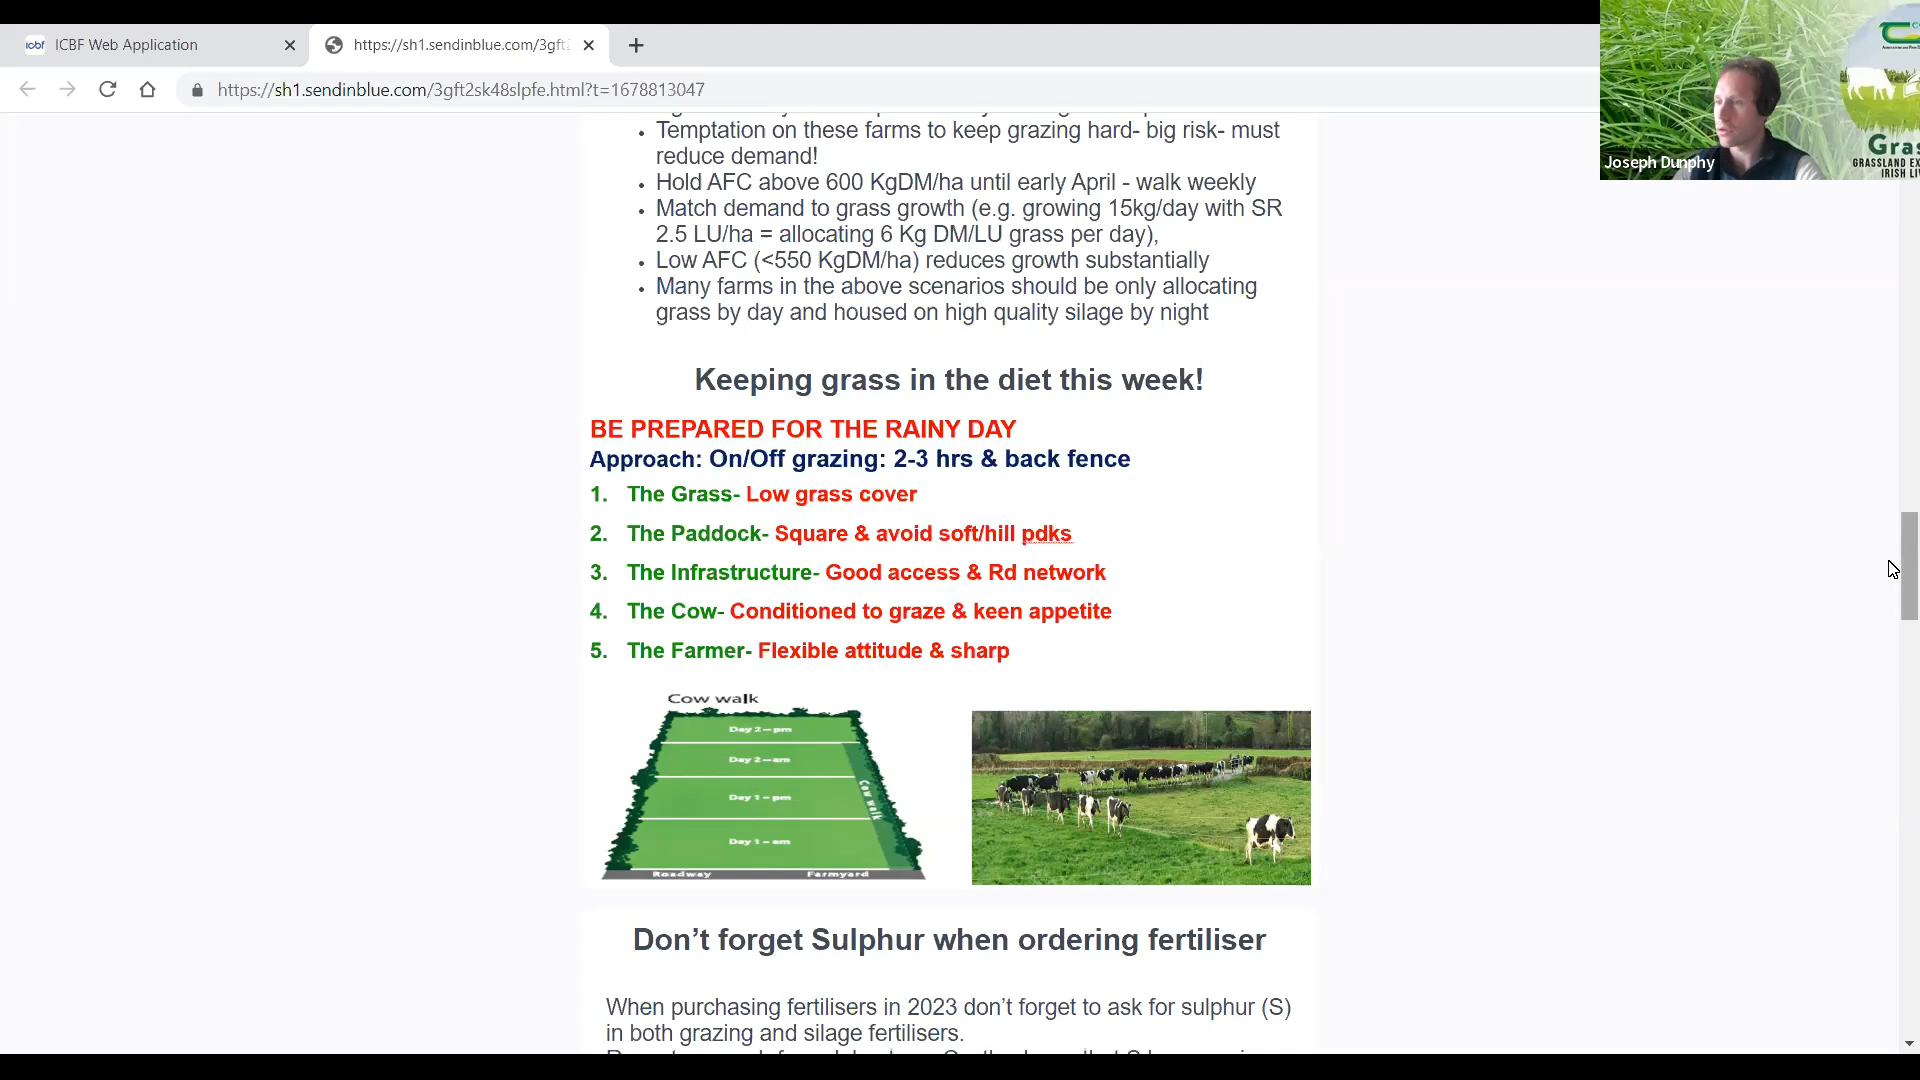 ICBF Web Application
https://sh1.sendinblue.com/3gft2
https://sh1.sendinblue.com/3gft2sk48slpfe.html?t=1678813047
Joseph Dunphy
Gras
GRASSLAND EX
IRISH LIV
Temptation on these farms to keep grazing hard- big risk- must
reduce demand!
Hold AFC above 600 KgDM/ha until early April - walk weekly
Match demand to grass growth (e.g. growing 15kg/day with SR
2.5 LU/ha = allocating 6 Kg DM/LU grass per day),
Low AFC (<550 KgDM/ha) reduces growth substantially
Many farms in the above scenarios should be only allocating
grass by day and housed on high quality silage by night
Keeping grass in the diet this week!
BE PREPARED FOR THE RAINY DAY
Approach: On/Off grazing: 2-3 hrs & back fence
1. The Grass- Low grass cover
2. The Paddock- Square & avoid soft/hill pdks
3. The Infrastructure- Good access & Rd network
4. The Cow- Conditioned to graze & keen appetite
5. The Farmer- Flexible attitude & sharp
Cow walk
Day 2 – pm
Day 2 – am
Day 1 – pm
Cow walk
Day 1 – am
Roadway Farmyard
Don't forget Sulphur when ordering fertiliser
When purchasing fertilisers in 2023 don't forget to ask for sulphur (S)
in both grazing and silage fertilisers.